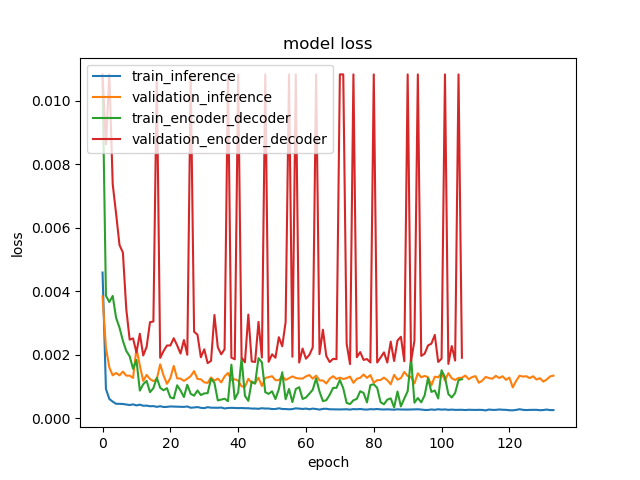 model loss
train_inference
validation_inference
train_encoder_decoder
validation_encoder_decoder
loss
0.010
0.008
0.006
0.004
0.002
0.000
0 20 40 60 80 100 120
epoch